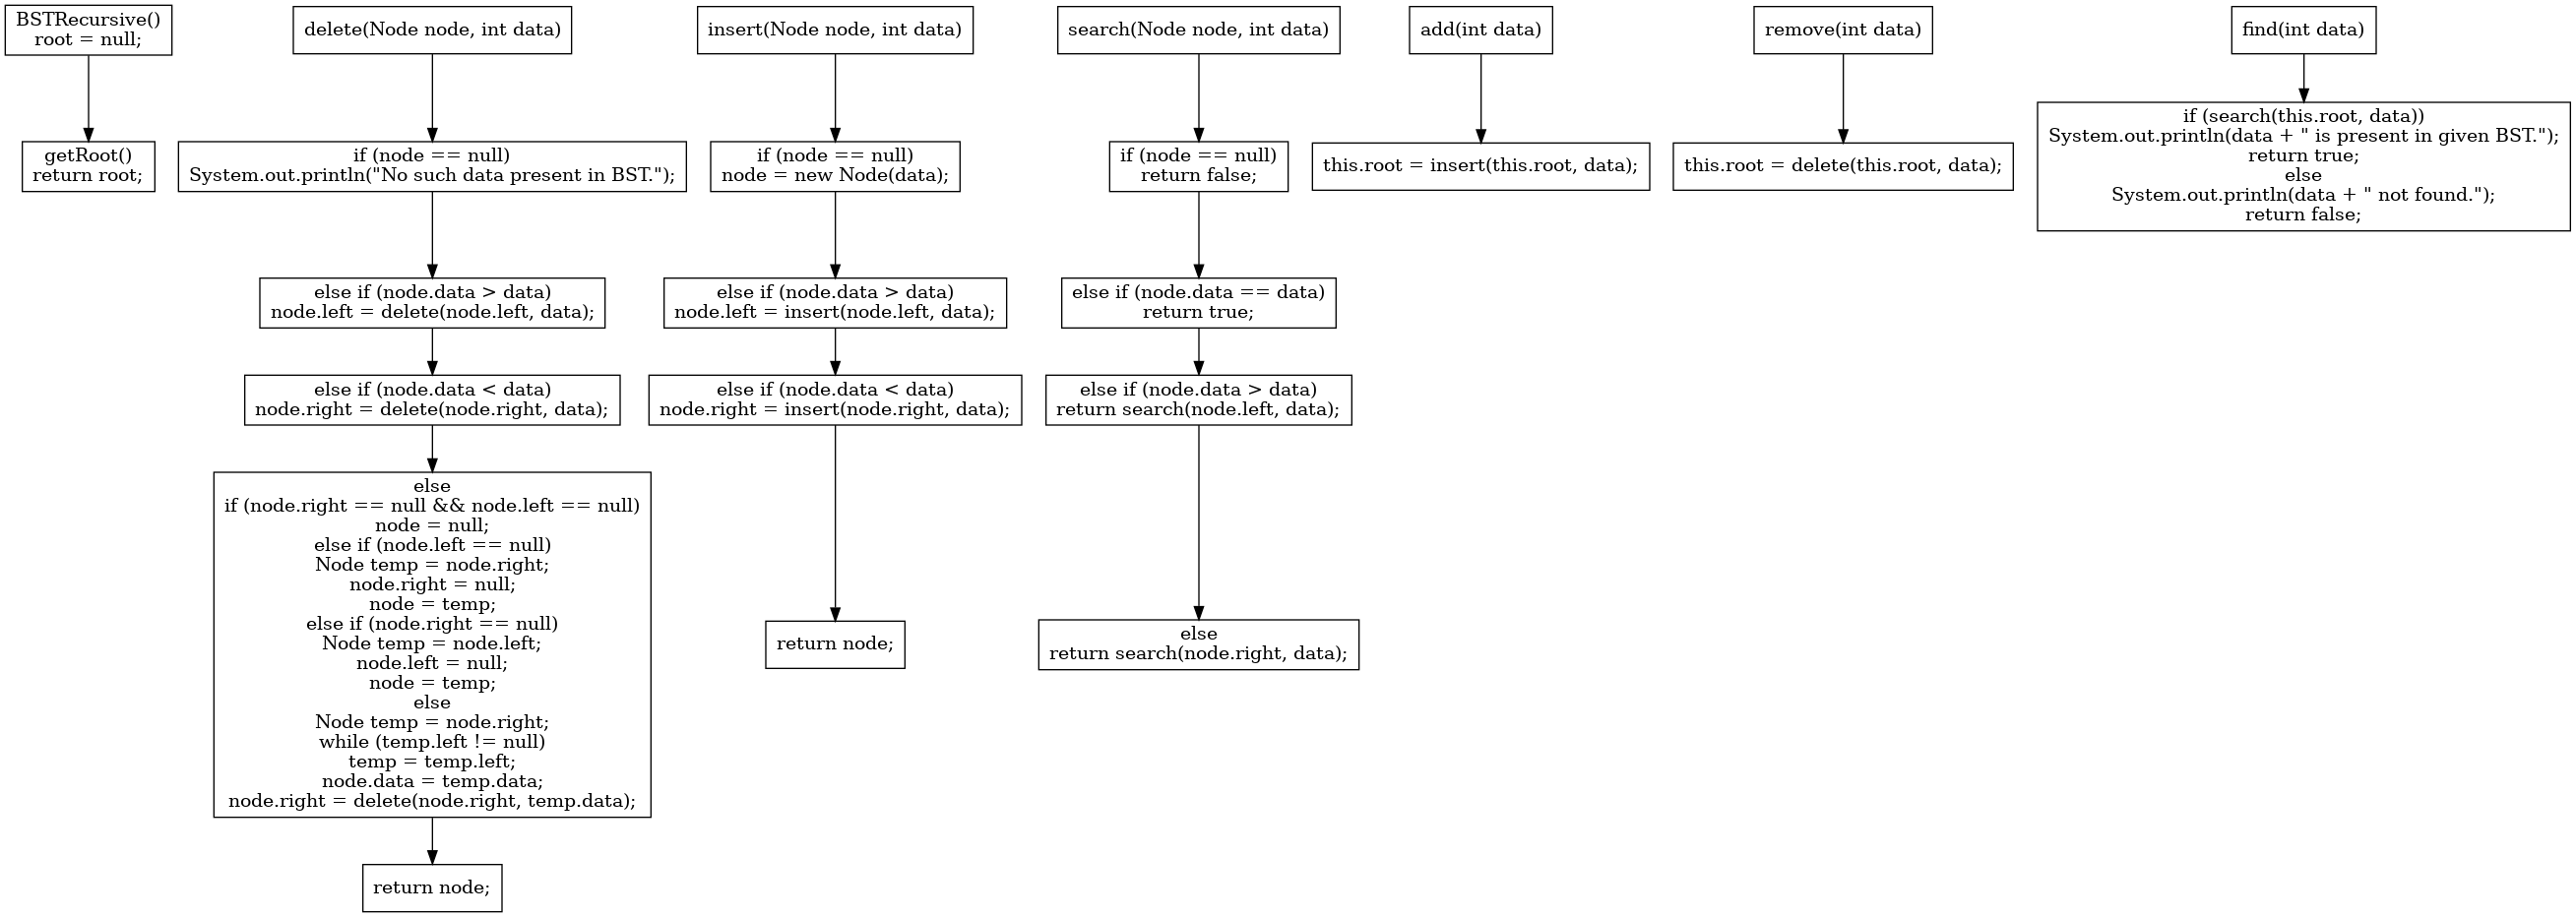 BSTRecursive()
root = null;
getRoot()
return root;
delete(Node node, int data)
if (node == null)
System.out.println("No such data present in BST.");
else if (node.data > data)
node.left = delete(node.left, data);
else if (node.data < data)
node.right = delete(node.right, data);
else
if (node.right == null && node.left == null)
node = null;
else if (node.left == null)
Node temp = node.right;
node.right = null;
node = temp;
else if (node.right == null)
Node temp = node.left;
node.left = null;
node = temp;
else
Node temp = node.right;
while (temp.left != null)
temp = temp.left;
node.data = temp.data;
node.right = delete(node.right, temp.data);
return node;
insert(Node node, int data)
if (node == null)
node = new Node(data);
else if (node.data > data)
node.left = insert(node.left, data);
else if (node.data < data)
node.right = insert(node.right, data);
return node;
search(Node node, int data)
if (node == null)
return false;
else if (node.data == data)
return true;
else if (node.data > data)
return search(node.left, data);
else
return search(node.right, data);
add(int data)
this.root = insert(this.root, data);
remove(int data)
this.root = delete(this.root, data);
find(int data)
if (search(this.root, data))
System.out.println(data + " is present in given BST.");
return true;
else
System.out.println(data + " not found.");
return false;